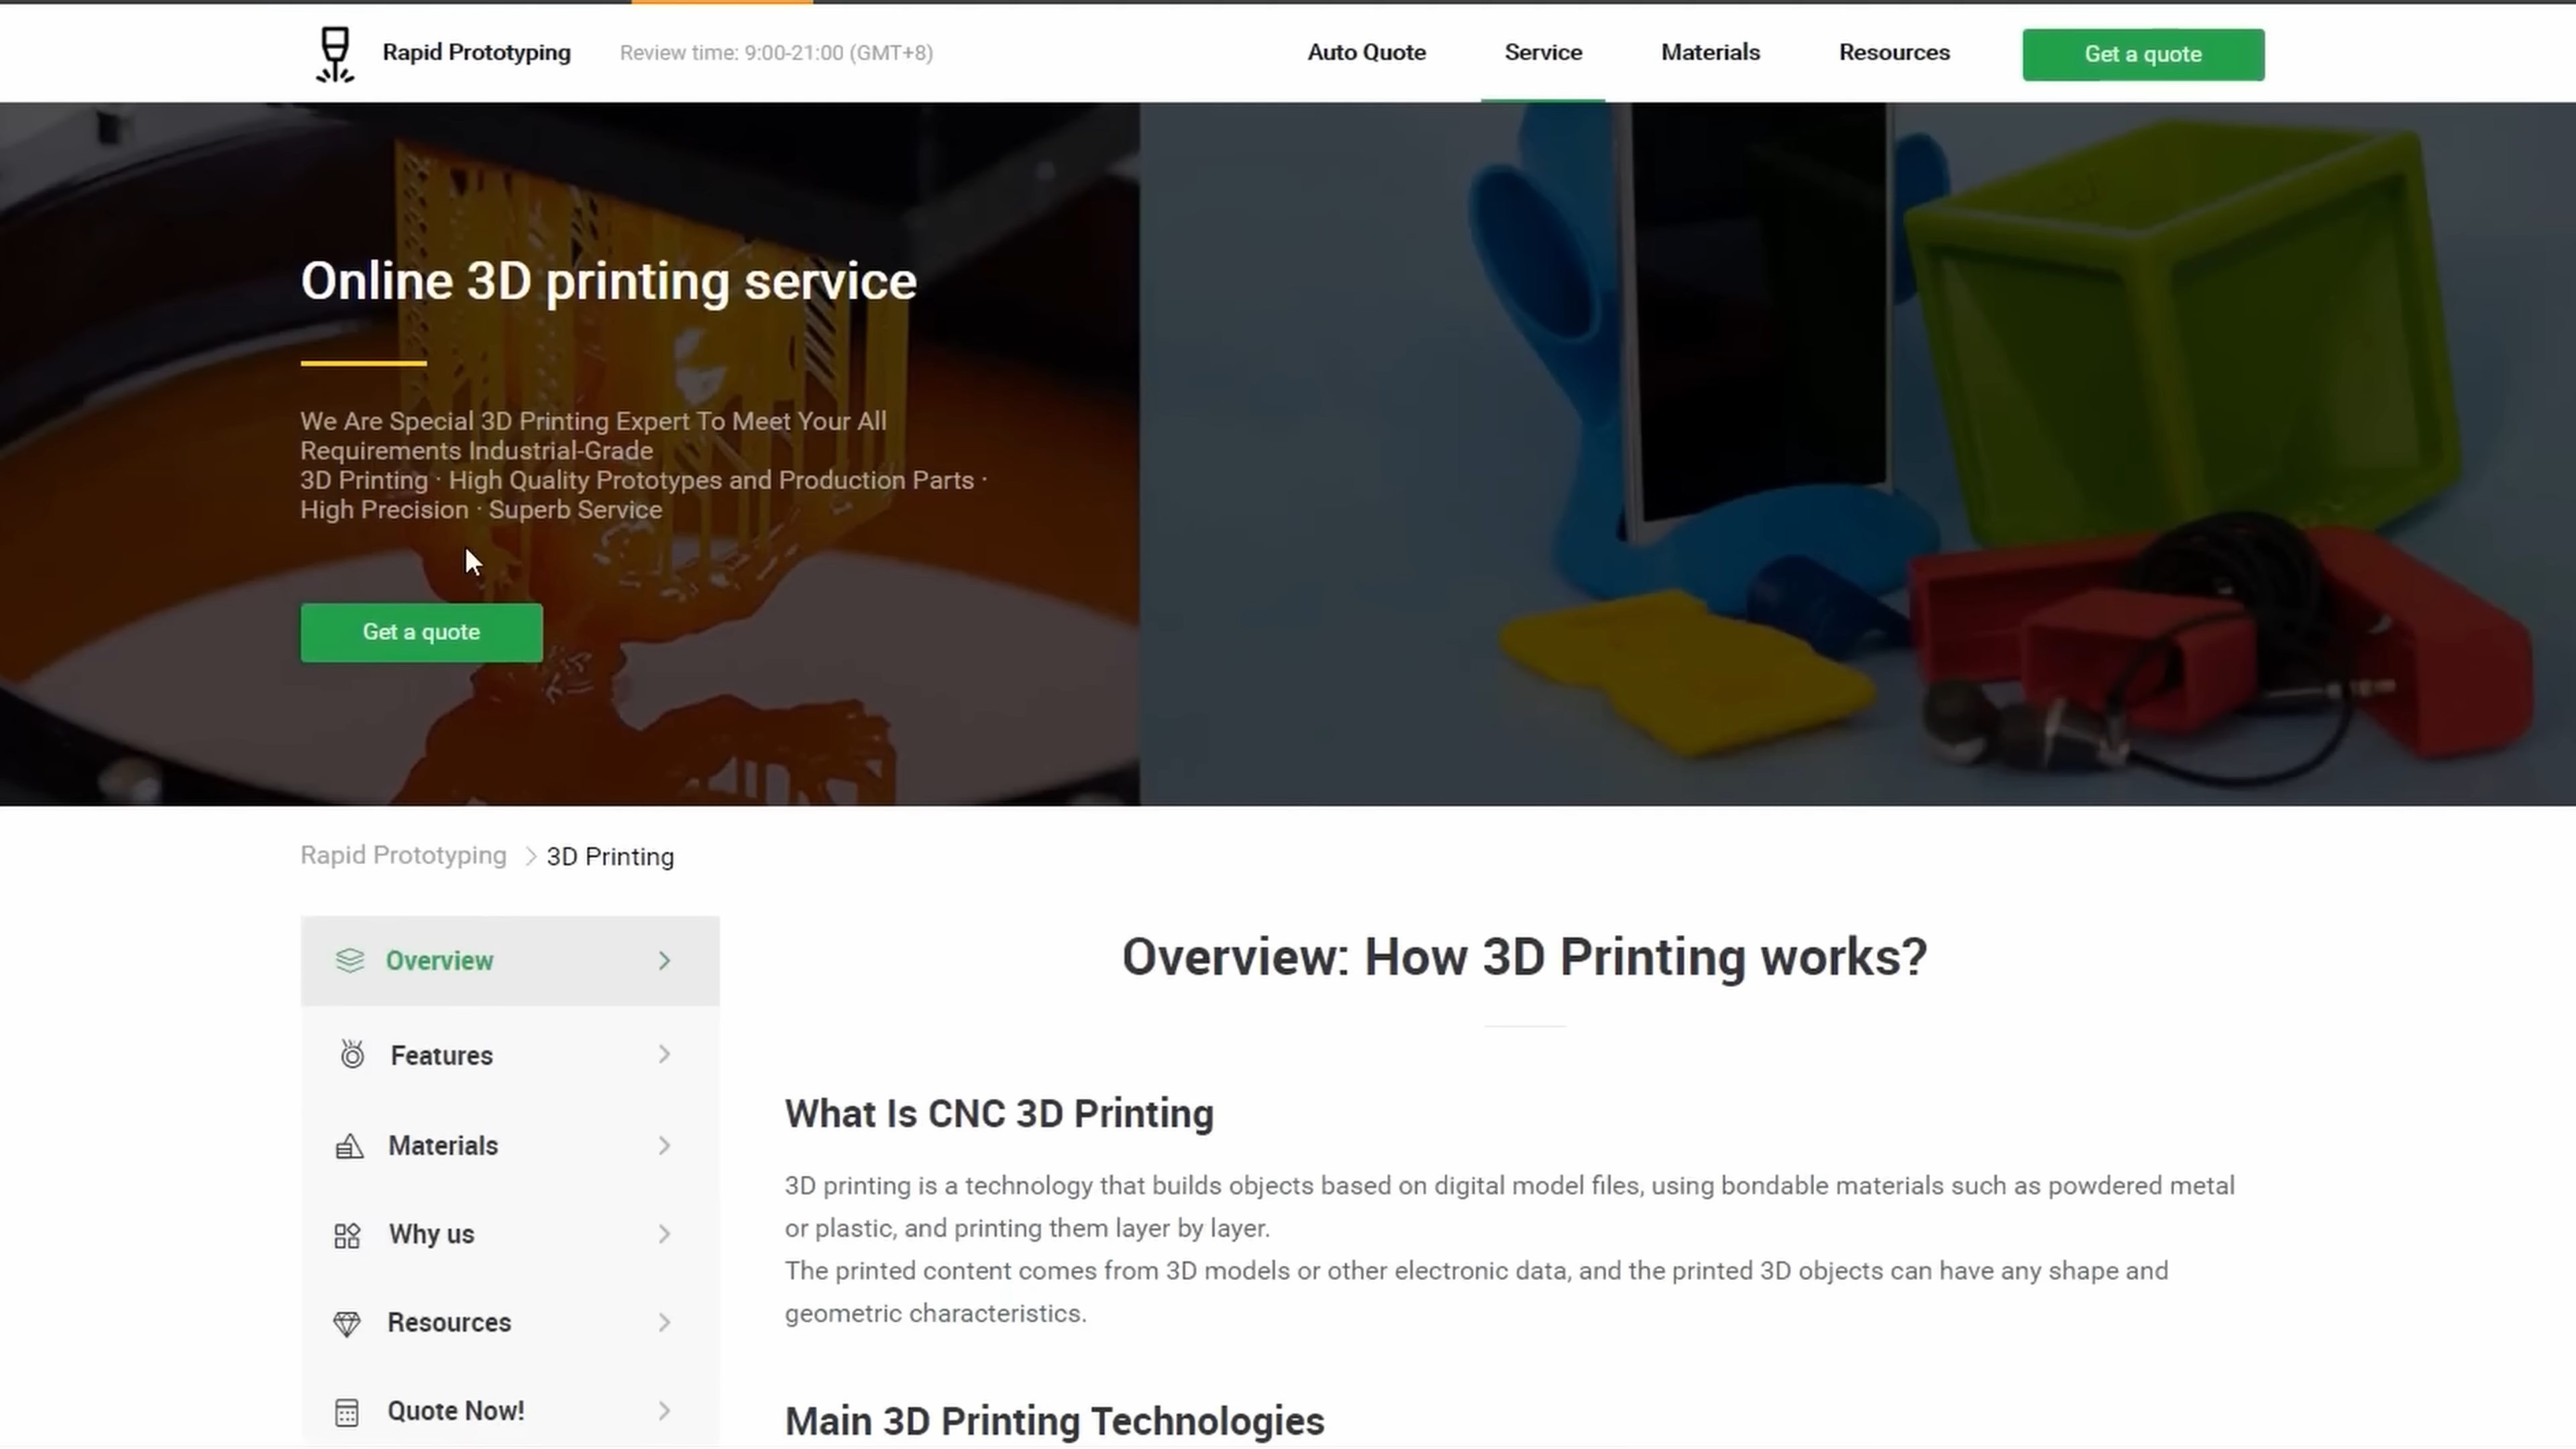 Rapid Prototyping
Review time: 9:00-21:00 (GMT+8)
Auto Quote
Service
Materials
Resources
Get a quote
Online 3D printing service
We Are Special 3D Printing Expert To Meet Your All
Requirements Industrial-Grade
3D Printing · High Quality Prototypes and Production Parts ·
High Precision · Superb Service
Get a quote
Rapid Prototyping > 3D Printing
Overview
Features
Materials
Why us
Resources
Quote Now!
Overview: How 3D Printing works?
What Is CNC 3D Printing
3D printing is a technology that builds objects based on digital model files, using bondable materials such as powdered metal
or plastic, and printing them layer by layer.
The printed content comes from 3D models or other electronic data, and the printed 3D objects can have any shape and
geometric characteristics.
Main 3D Printing Technologies